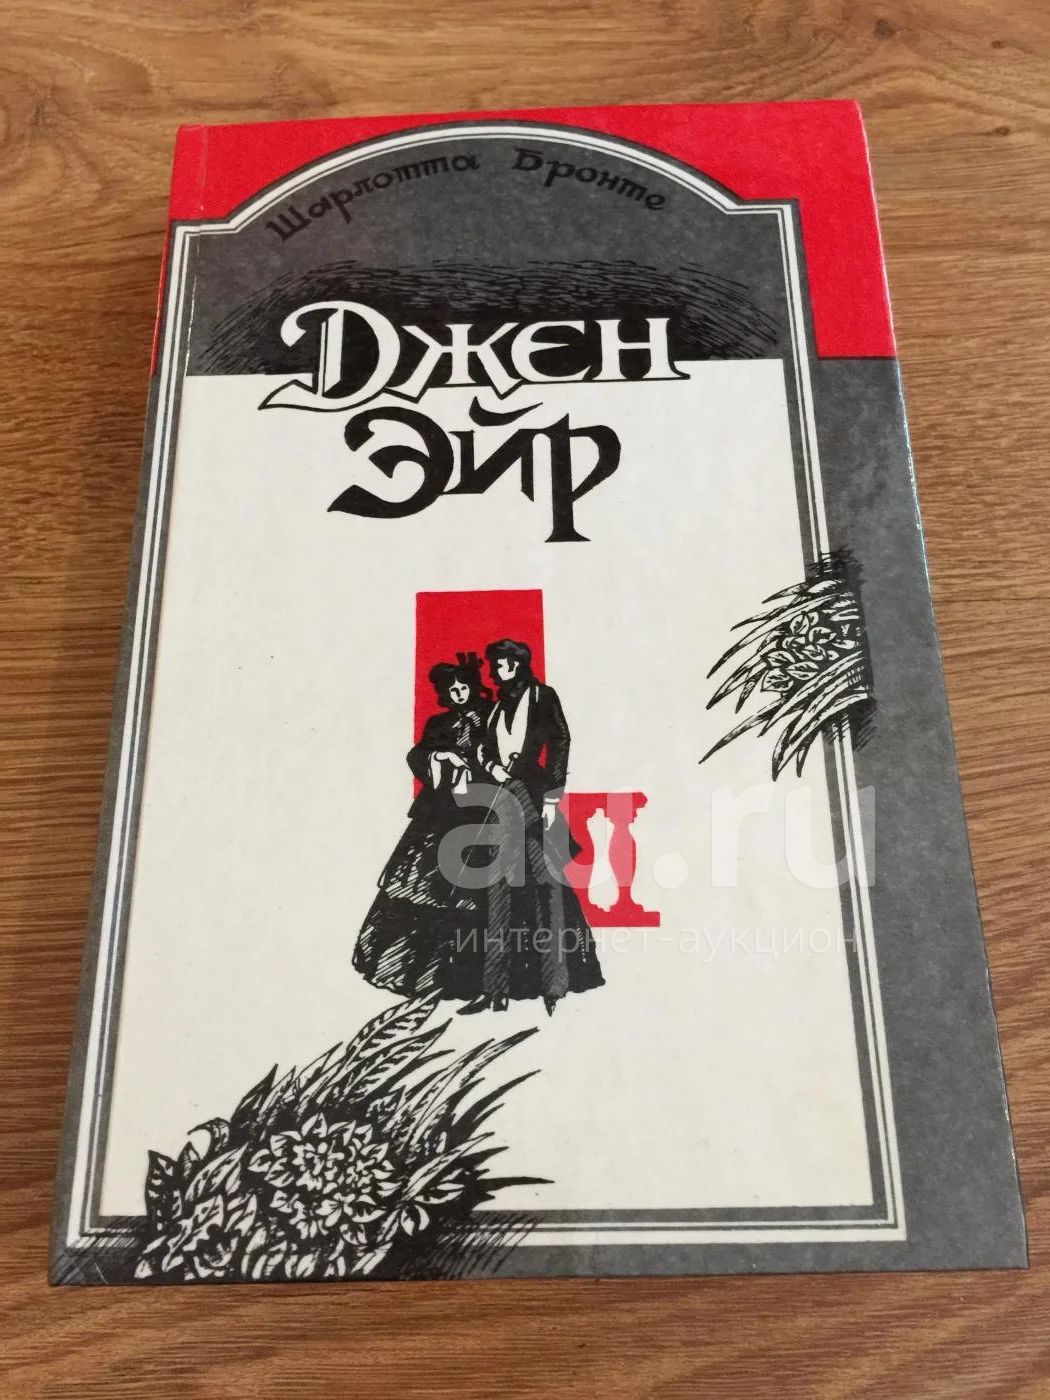 Шарлотта Бронте
Джен
Эйр
au.ru
интернет-аукцион